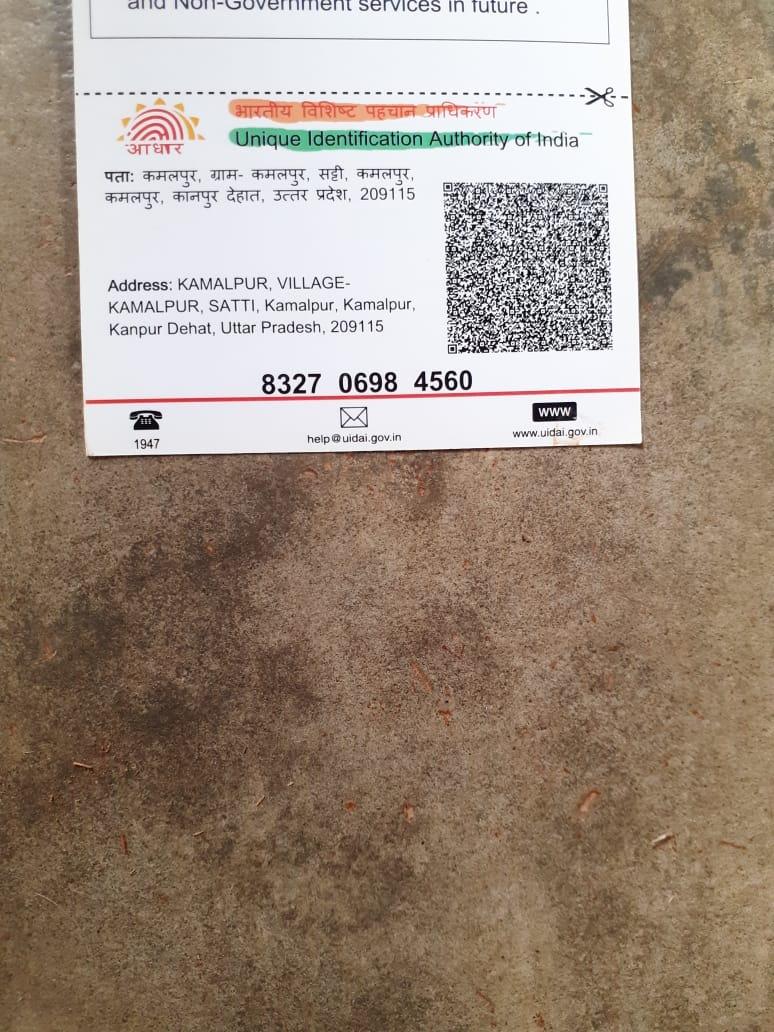 and Non-Government services in future .
भारतीय विशिष्ट पहचान प्राधिकरण
Unique Identification Authority of India
आधार
पता: कमलपुर, ग्राम- कमलपुर, सट्टी, कमलपुर,
कमलपुर, कानपुर देहात, उत्तर प्रदेश, 209115
Address: KAMALPUR, VILLAGE-
KAMALPUR, SATTI, Kamalpur, Kamalpur,
Kanpur Dehat, Uttar Pradesh, 209115
8327 0698 4560
1947
help@uidai.gov.in
www
www.uidai.gov.in